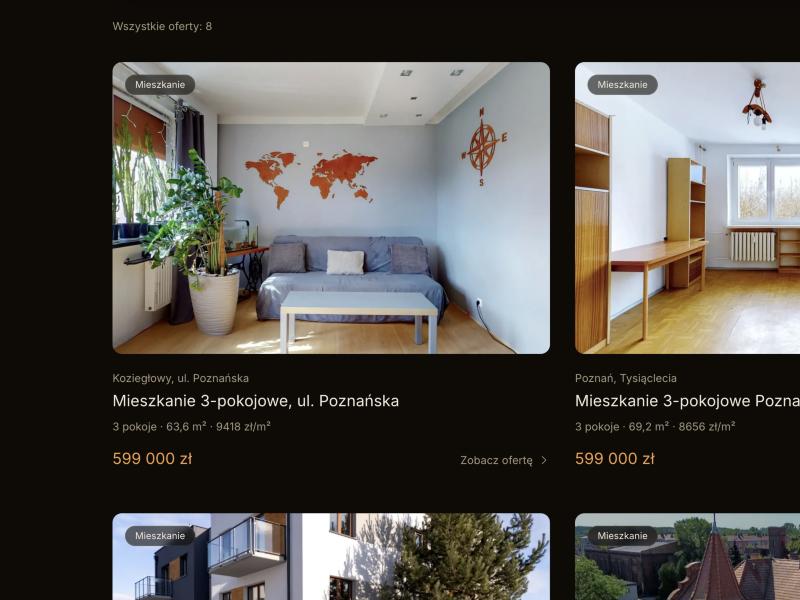 Wszystkie oferty: 8
Mieszkanie
Mieszkanie
N
W E
S
Koziegłowy, ul. Poznańska
Mieszkanie 3-pokojowe, ul. Poznańska
3 pokoje · 63,6 m² · 9418 zł/m²
599 000 zł
Zobacz ofertę
Poznań, Tysiąclecia
Mieszkanie 3-pokojowe Pozna
3 pokoje · 69,2 m² · 8656 zł/m²
599 000 zł
Mieszkanie
Mieszkanie